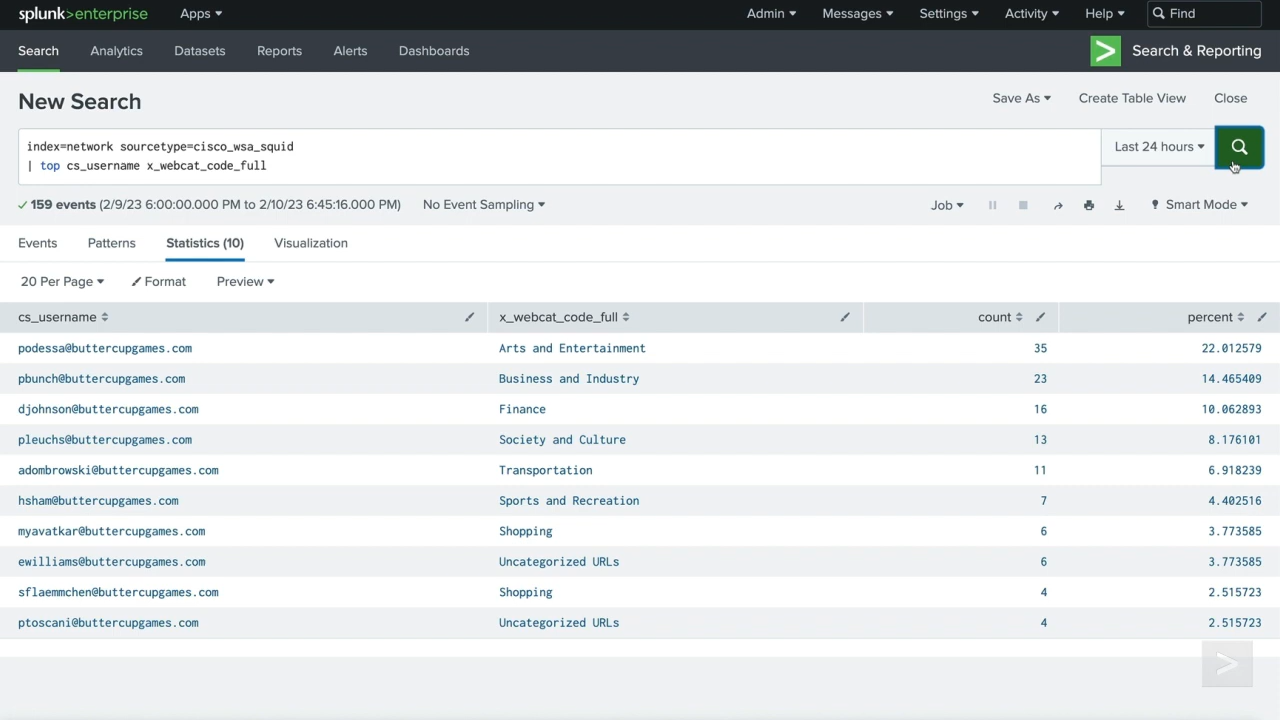 splunk>enterprise Apps Admin Messages Settings Activity Help Find
Search Analytics Datasets Reports Alerts Dashboards > Search & Reporting
New Search Save As Create Table View Close
index=network sourcetype=cisco_wsa_squid Last 24 hours
| top cs_username x_webcat_code_full
159 events (2/9/23 6:00:00.000 PM to 2/10/23 6:45:16.000 PM) No Event Sampling Job Smart Mode
Events Patterns Statistics (10) Visualization
20 Per Page Format Preview
cs_username x_webcat_code_full count percent
podessa@buttercupgames.com Arts and Entertainment 35 22.012579
pbunch@buttercupgames.com Business and Industry 23 14.465409
djohnson@buttercupgames.com Finance 16 10.062893
pleuchs@buttercupgames.com Society and Culture 13 8.176101
adombrowski@buttercupgames.com Transportation 11 6.918239
hsham@buttercupgames.com Sports and Recreation 7 4.402516
myavatkar@buttercupgames.com Shopping 6 3.773585
ewilliams@buttercupgames.com Uncategorized URLs 6 3.773585
sflaemmchen@buttercupgames.com Shopping 4 2.515723
ptoscani@buttercupgames.com Uncategorized URLs 4 2.515723
>